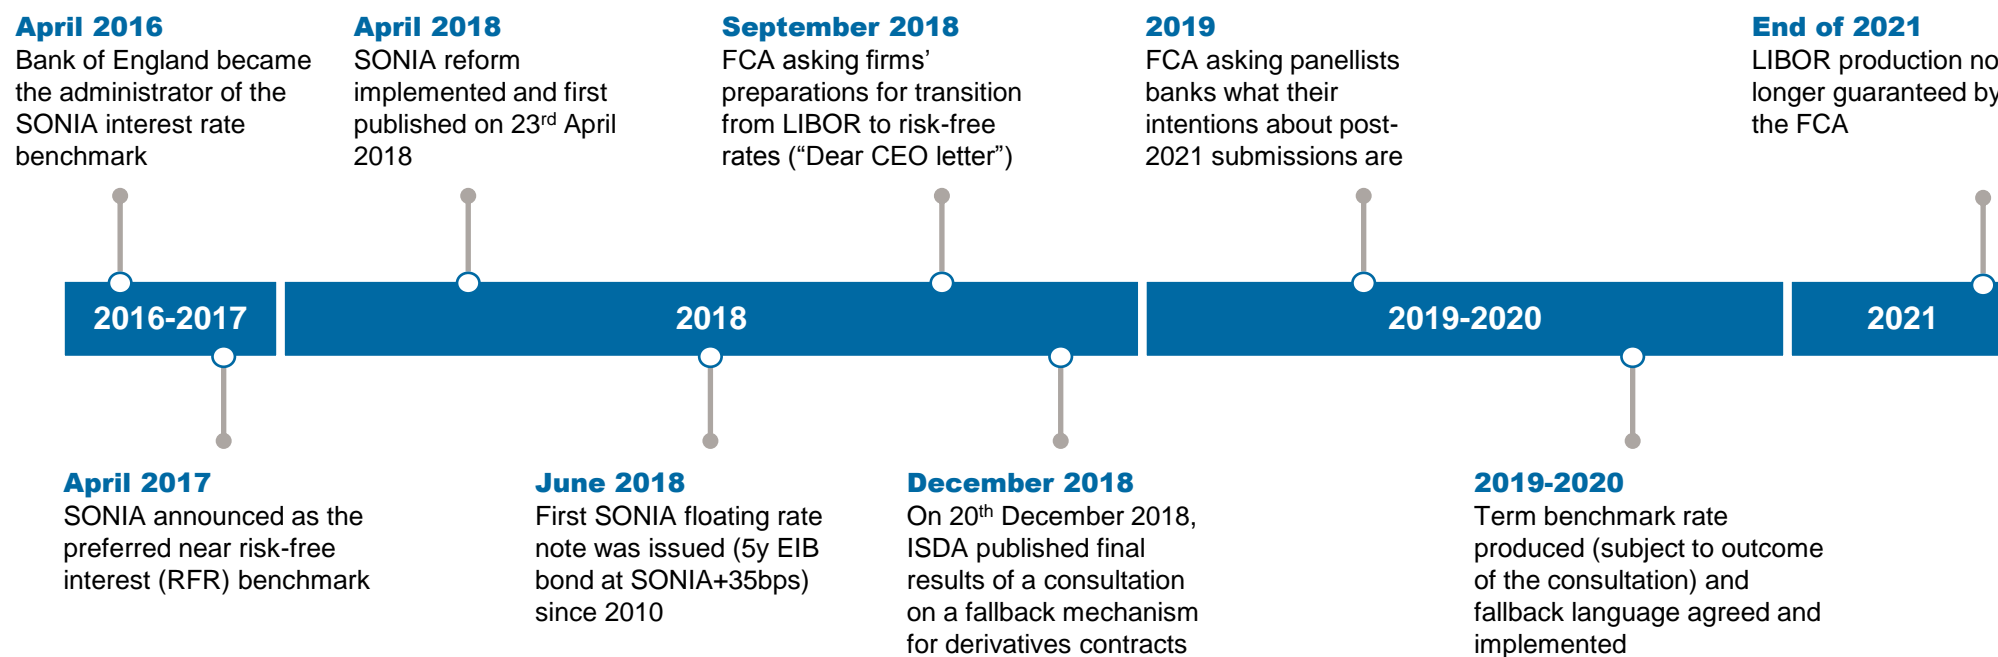 April 2016
Bank of England became
the administrator of the
SONIA interest rate
benchmark
April 2018
SONIA reform
implemented and first
published on 23rd April
2018
September 2018
FCA asking firms’
preparations for transition
from LIBOR to risk-free
rates (“Dear CEO letter”)
2019
FCA asking panellists
banks what their
intentions about post-
2021 submissions are
End of 2021
LIBOR production no
longer guaranteed by
the FCA
2016-2017
2018
2019-2020
2021
April 2017
SONIA announced as the
preferred near risk-free
interest (RFR) benchmark
June 2018
First SONIA floating rate
note was issued (5y EIB
bond at SONIA+35bps)
since 2010
December 2018
On 20th December 2018,
ISDA published final
results of a consultation
on a fallback mechanism
for derivatives contracts
2019-2020
Term benchmark rate
produced (subject to outcome
of the consultation) and
fallback language agreed and
implemented